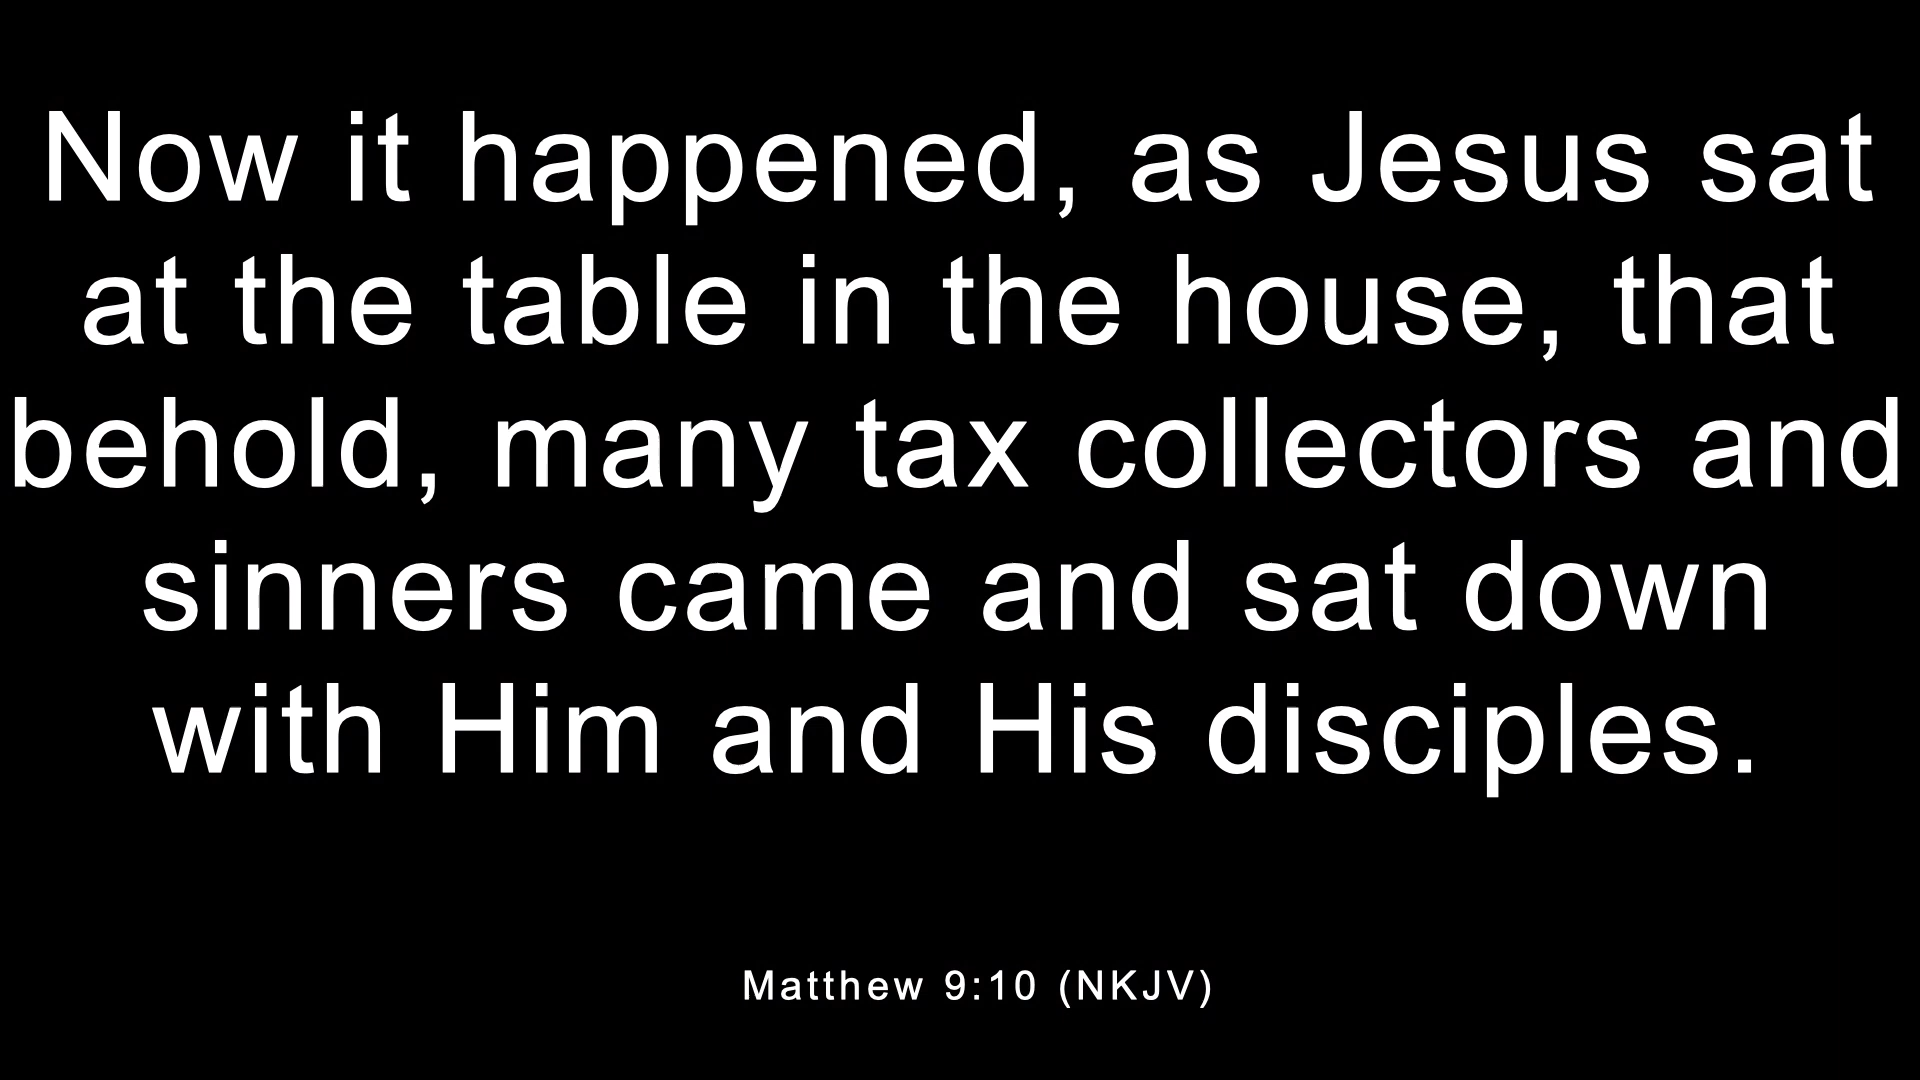 Now it happened, as Jesus sat
at the table in the house, that
behold, many tax collectors and
sinners came and sat down
with Him and His disciples.
Matthew 9:10 (NKJV)